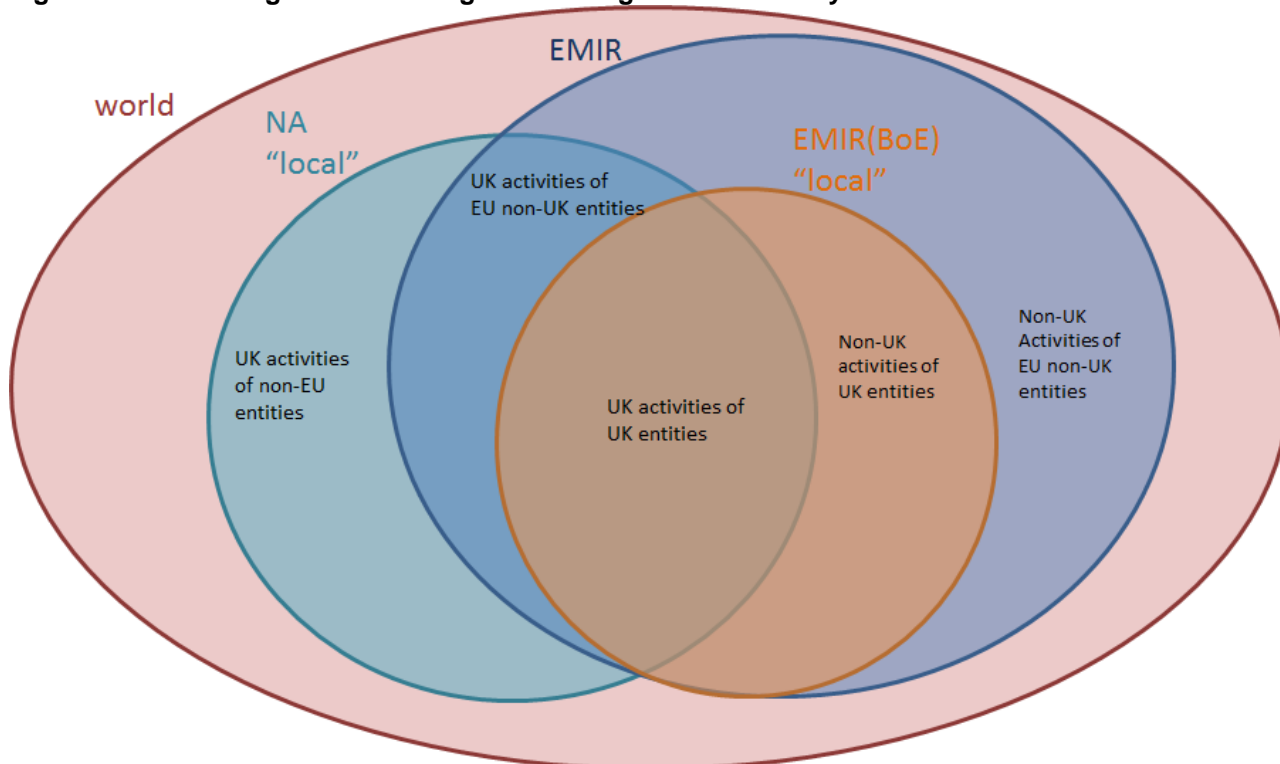 EMIR
world
NA
"local"
EMIR(BoE)
"local"
UK activities of
EU non-UK entities
Non-UK
Activities of
EU non-UK
entities
Non-UK
activities of
UK entities
UK activities
of non-EU
entities
UK activities of
UK entities